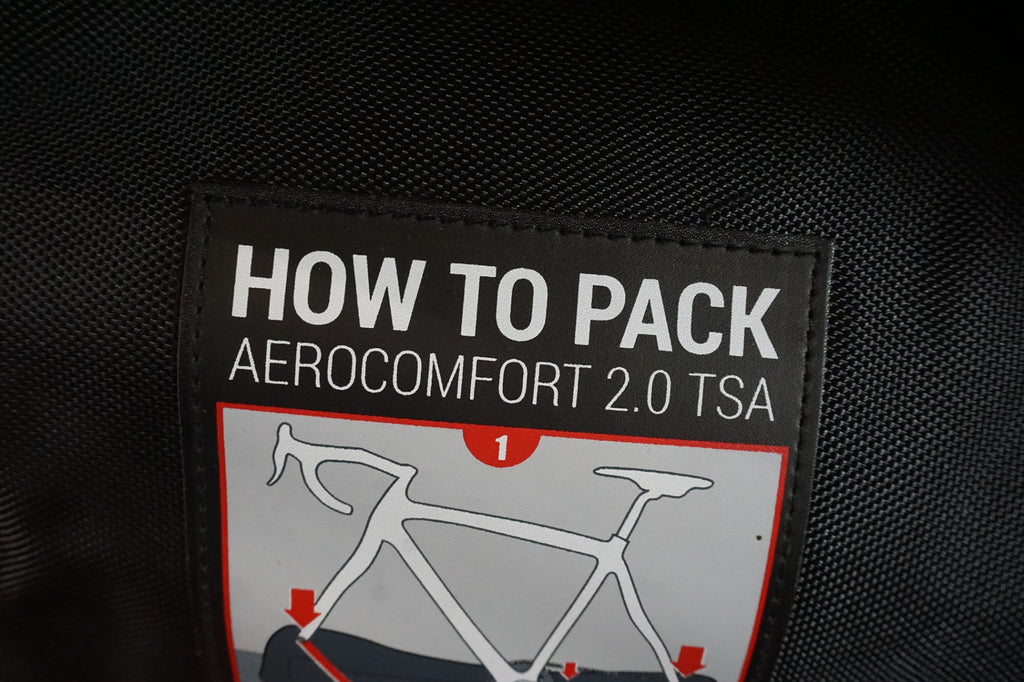 HOW TO PACK
AEROCOMFORT 2.0 TSA
1